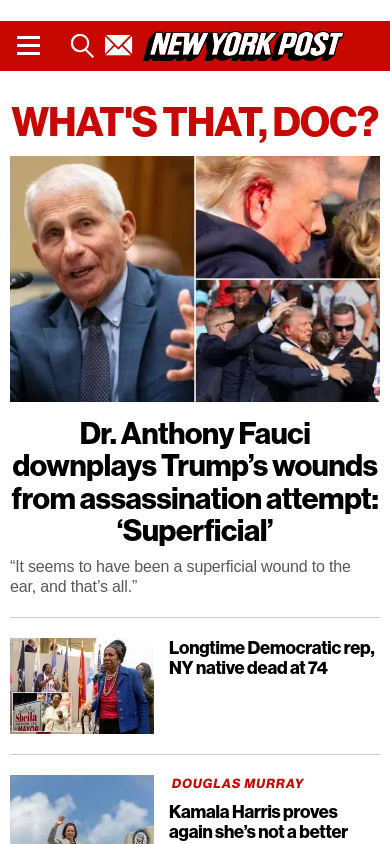 NEW YORK POST
WHAT'S THAT, DOC?
Dr. Anthony Fauci
downplays Trump’s wounds
from assassination attempt:
‘Superficial’
“It seems to have been a superficial wound to the
ear, and that’s all.”
Longtime Democratic rep,
NY native dead at 74
Sheila
MAYOR
DOUGLAS MURRAY
Kamala Harris proves
again she’s not a better